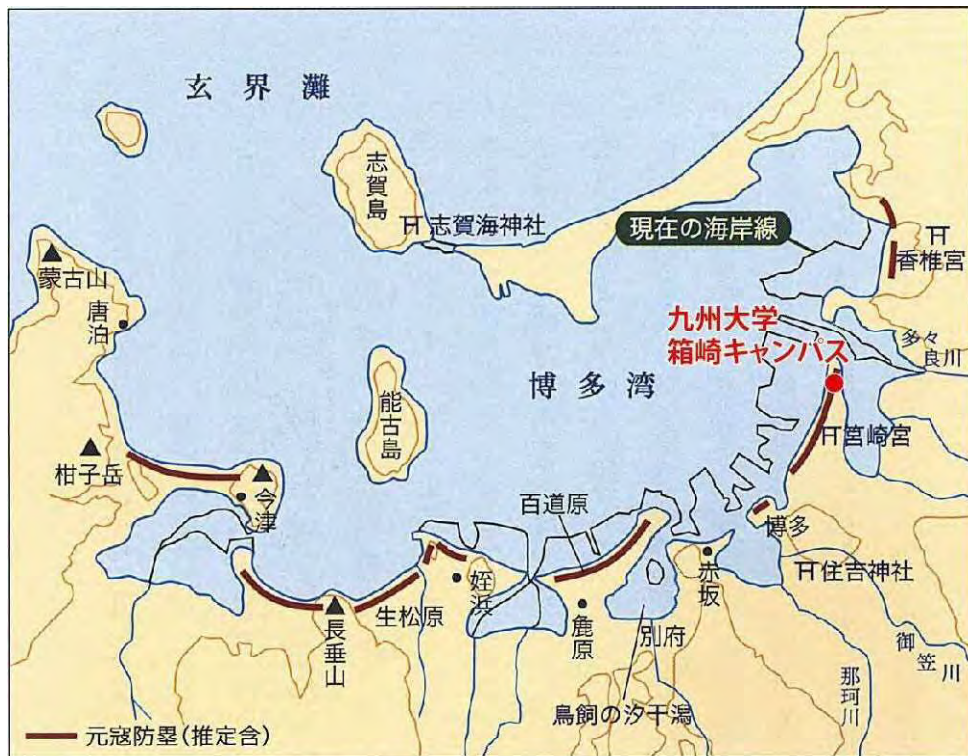 玄界灘
志賀島
志賀海神社
現在の海岸線
香椎宮
蒙古山
唐泊
九州大学
箱崎キャンパス
多々良川
博多湾
能古島
筥崎宮
柑子岳
今津
百道原
博多
住吉神社
赤坂
姪浜
生松原
長垂山
鹿原
別府
御笠川
那珂川
鳥飼の汐干潟
元寇防塁(推定含)